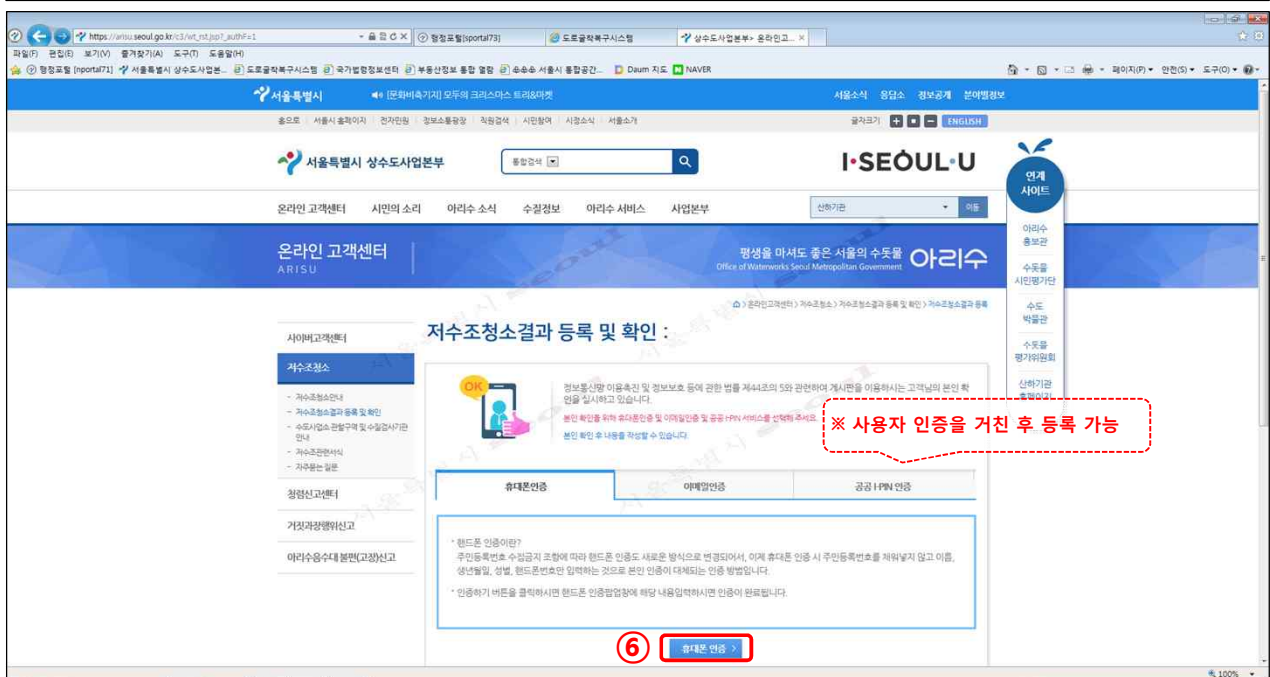 https://arisu.seoul.go.kr/c3/wt_rst.jsp?_authF=1
행정포털[sportal73]
도로굴착복구시스템
상수도사업본부> 온라인고...
파일(F) 편집(E) 보기(V) 즐겨찾기(A) 도구(T) 도움말(H)
행정포털 [nportal71] 서울특별시 상수도사업본... 도로굴착복구시스템 국가법령정보센터 부동산정보 통합 열람 서울시 통합공간... Daum 지도 NAVER
페이지(P) 안전(S) 도구(O)
서울특별시 [문화비축기지] 모두의 크리스마스 트리&마켓 서울소식 응답소 정보공개 분야별정보
홈으로 서울시 홈페이지 전자민원 정보소통광장 직원검색 시민참여 시정소식 서울소개 글자크기 ENGLISH
서울특별시 상수도사업본부 통합검색 I·SEOUL·U
연계
사이트
온라인 고객센터 시민의 소리 아리수 소식 수질정보 아리수 서비스 사업본부 산하기관 이동
아리수
홍보관
수돗물
시민평가단
수도
박물관
수돗물
평가위원회
산하기관
홈페이지
온라인 고객센터
ARISU
평생을 마셔도 좋은 서울의 수돗물 아리수
Office of Waterworks Seoul Metropolitan Government
온라인고객센터 > 저수조청소 > 저수조청소결과 등록 및 확인 > 저수조청소결과 등록
사이버고객센터
저수조청소
- 저수조청소안내
- 저수조청소결과 등록 및 확인
- 수도사업소 관할구역 및 수질검사기관
안내
- 저수조관련서식
- 자주묻는 질문
청렴신고센터
거짓과장행위신고
아리수음수대 불편(고장)신고
저수조청소결과 등록 및 확인 :
OK
정보통신망 이용촉진 및 정보보호 등에 관한 법률 제44조의 5와 관련하여 게시판을 이용하시는 고객님의 본인 확
인을 실시하고 있습니다.
본인 확인을 위해 휴대폰인증 및 이메일인증 및 공공 I-PIN 서비스를 선택해 주세요.
본인 확인 후 내용을 작성할 수 있습니다.
※ 사용자 인증을 거친 후 등록 가능
휴대폰인증 이메일인증 공공 I-PIN 인증
* 핸드폰 인증이란?
주민등록번호 수집금지 조항에 따라 핸드폰 인증도 새로운 방식으로 변경되어서, 이제 휴대폰 인증 시 주민등록번호를 채워넣지 않고 이름,
생년월일, 성별, 핸드폰번호만 입력하는 것으로 본인 인증이 대체되는 인증 방법입니다.
* 인증하기 버튼을 클릭하시면 핸드폰 인증팝업창에 해당 내용입력하시면 인증이 완료됩니다.
⑥ 휴대폰 인증 >
서울특별시 seoul
100%